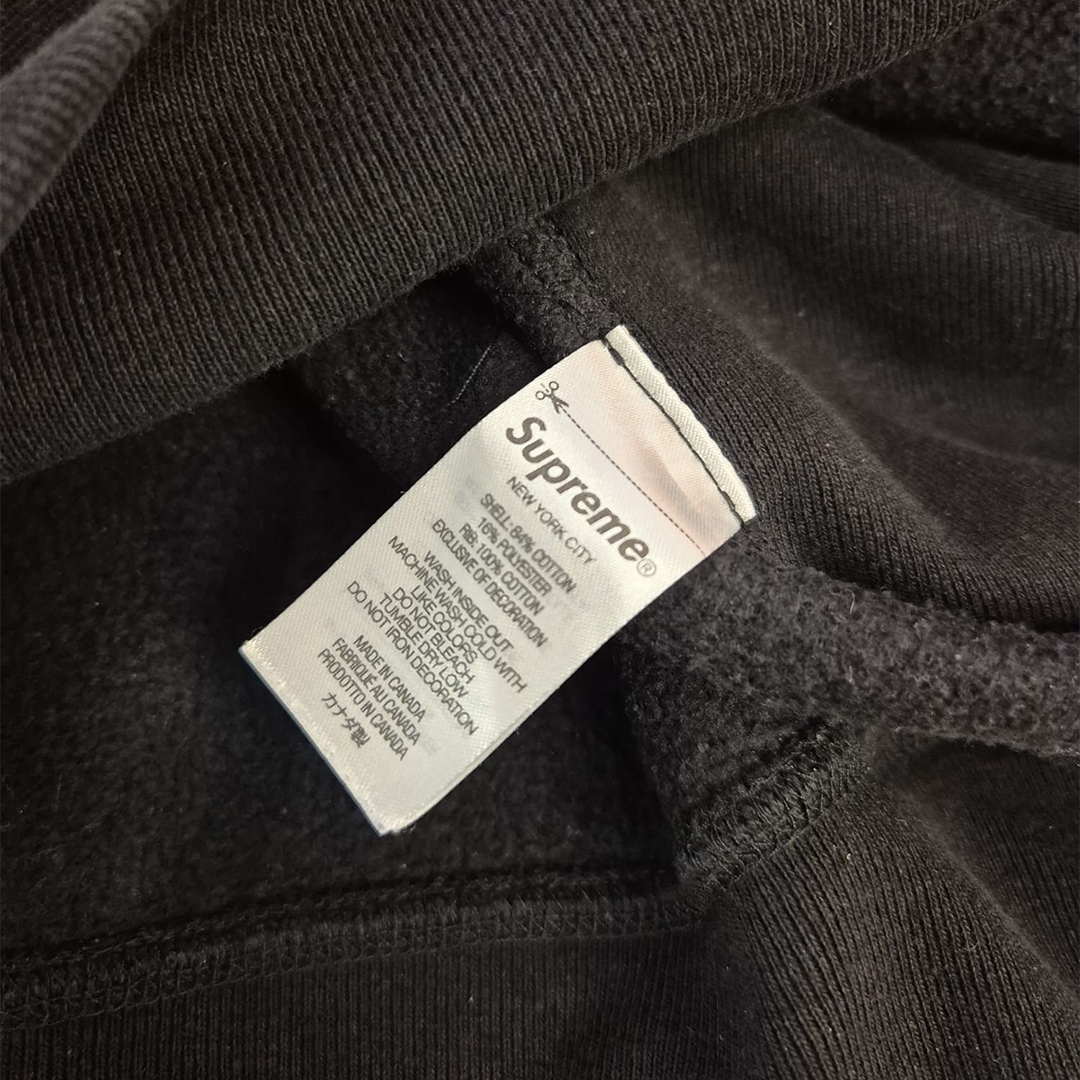 Supreme®
NEW YORK CITY
SHELL: 84% COTTON
16% POLYESTER
RIB: 100% COTTON
EXCLUSIVE OF DECORATION
WASH INSIDE OUT
MACHINE WASH COLD WITH
LIKE COLORS
DO NOT BLEACH
TUMBLE DRY LOW
DO NOT IRON DECORATION
MADE IN CANADA
FABRIQUÉ AU CANADA
PRODOTTO IN CANADA
カナダ製